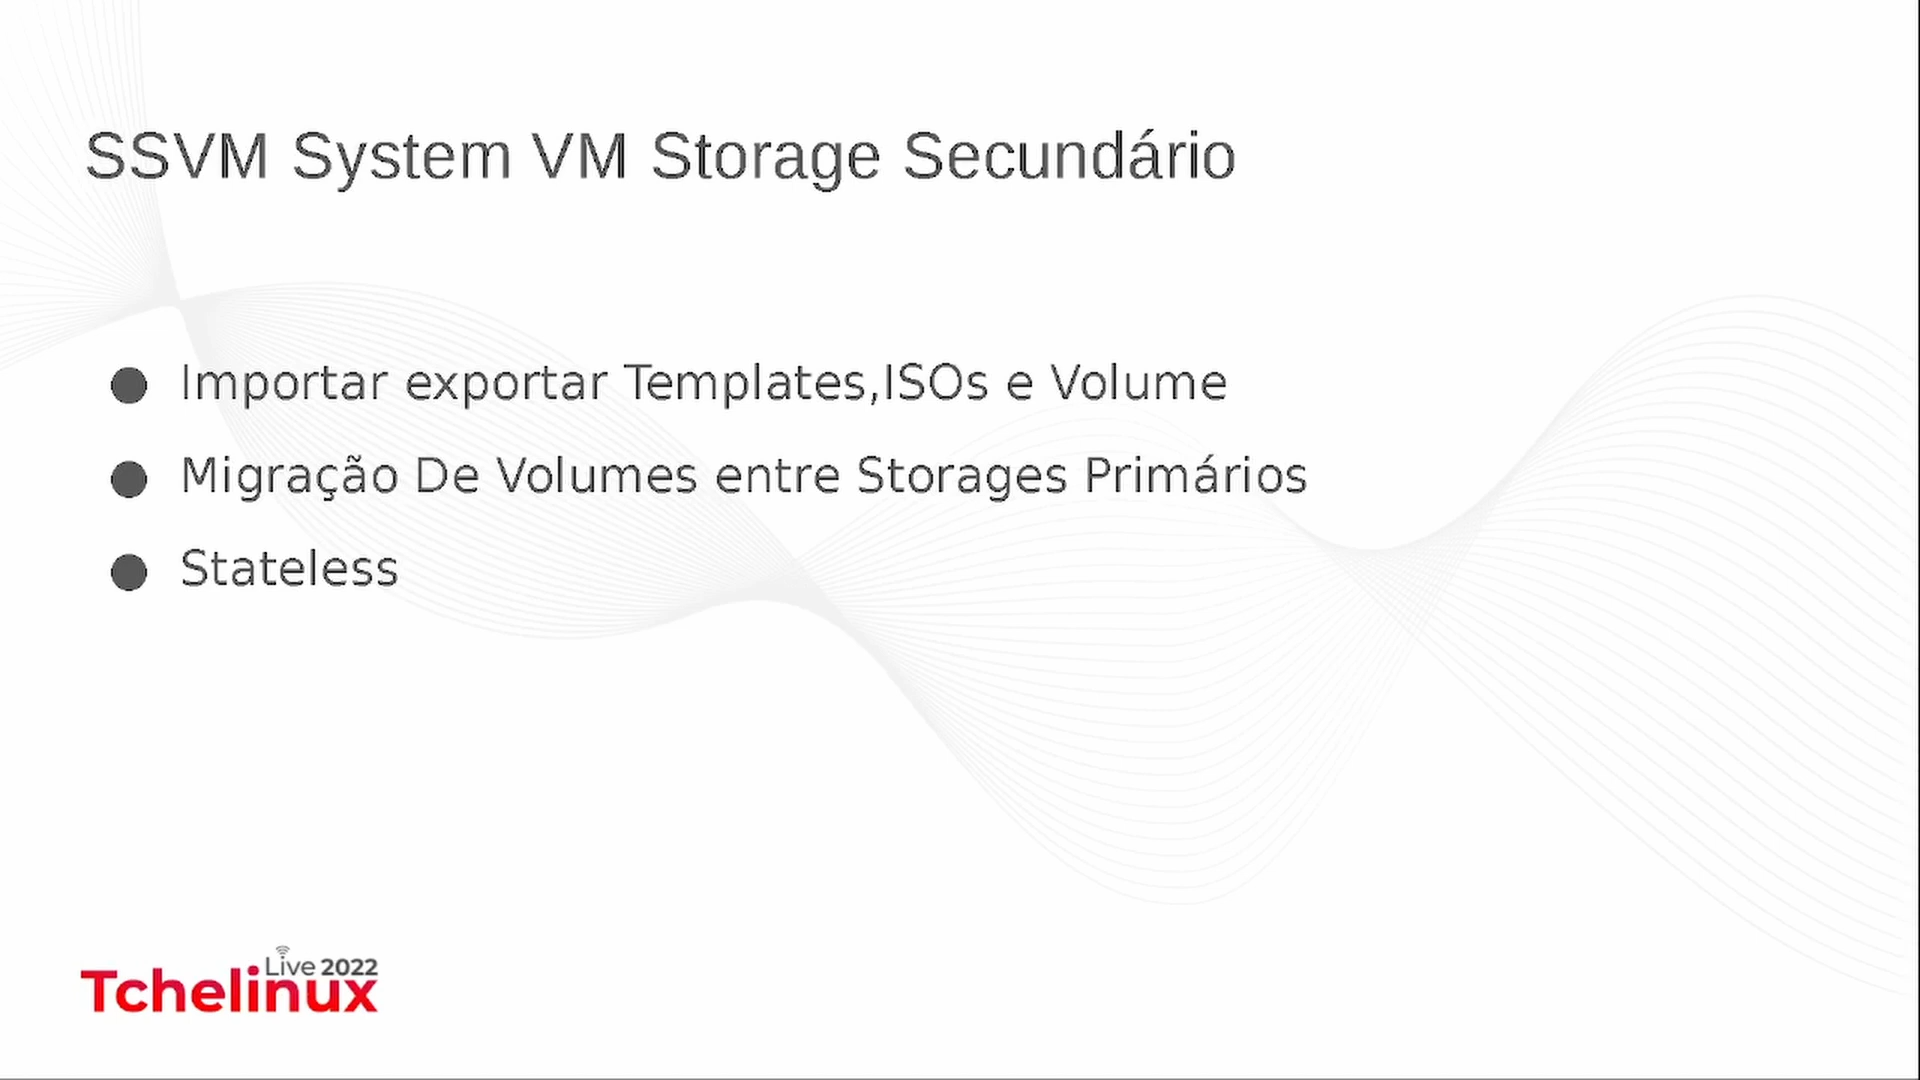 SSVM System VM Storage Secundário
● Importar exportar Templates,ISOs e Volume
● Migração De Volumes entre Storages Primários
● Stateless
Live 2022
Tchelinux